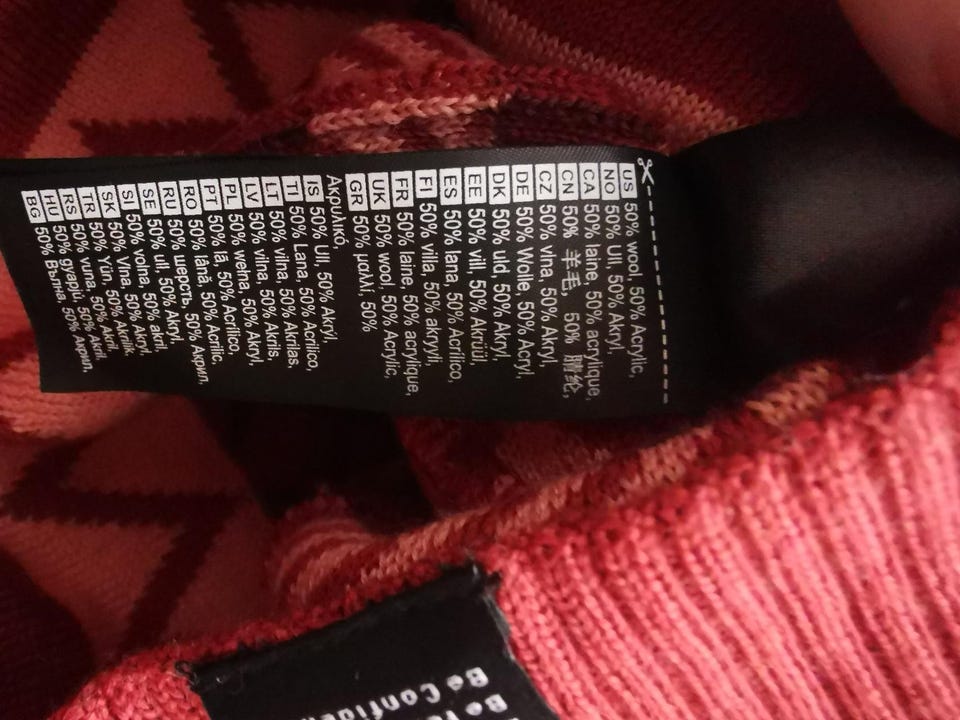 US 50% wool, 50% Acrylic,
NO 50% Ull, 50% Akryl,
CA 50% laine, 50% acrylique,
CN 50% 羊毛, 50% 腈纶,
CZ 50% vlna, 50% Akryl,
DE 50% Wolle, 50% Acryl,
DK 50% uld, 50% Akryl,
EE 50% vill, 50% Akrüül,
ES 50% lana, 50% Acrílico,
FI 50% villa, 50% akryyli,
FR 50% laine, 50% acrylique,
UK 50% wool, 50% Acrylic,
GR 50% μαλλί, 50%
Ακρυλικό,
IS 50% Ull, 50% Akrýl,
TI 50% Lana, 50% Acrilico,
LT 50% vilna, 50% Akrilas,
LV 50% vilna, 50% Akrils,
PL 50% wełna, 50% Akryl,
PT 50% lã, 50% Acrílico,
RO 50% lână, 50% Acrilic,
RU 50% шерсть, 50% Акрил,
SE 50% ull, 50% Akryl,
SI 50% volna, 50% akril,
SK 50% Vlna, 50% Akryl,
TR 50% Yün, 50% Akrilik,
RS 50% vuna, 50% Akril,
HU 50% gyapjú, 50% Akril,
BG 50% Вълна, 50% Акрил,
Be
Be Confiden